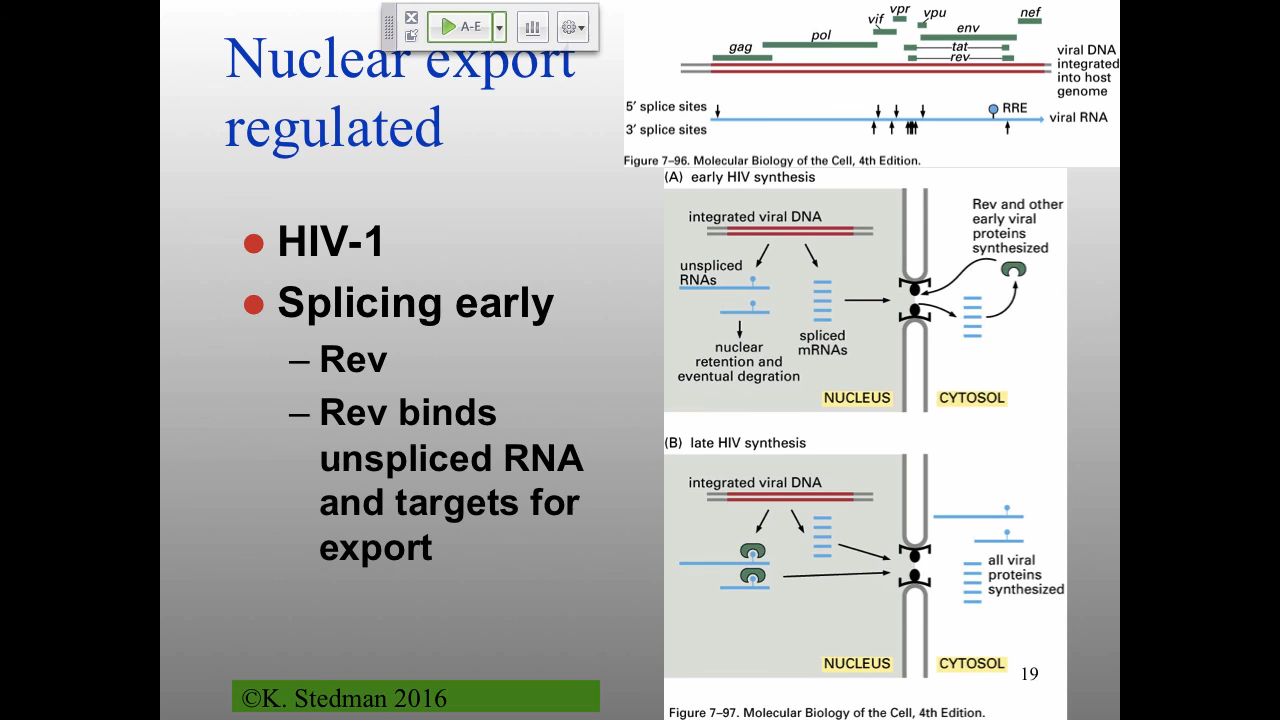 A-E
Nuclear export
regulated
HIV-1
Splicing early
– Rev
– Rev binds
unspliced RNA
and targets for
export
©K. Stedman 2016
gag
pol
vif
vpr
vpu
env
nef
tat
rev
viral DNA
integrated
into host
genome
5′ splice sites
3′ splice sites
RRE
viral RNA
Figure 7–96. Molecular Biology of the Cell, 4th Edition.
(A) early HIV synthesis
integrated viral DNA
unspliced
RNAs
nuclear
retention and
eventual degration
spliced
mRNAs
Rev and other
early viral
proteins
synthesized
NUCLEUS
CYTOSOL
(B) late HIV synthesis
integrated viral DNA
all viral
proteins
synthesized
NUCLEUS
CYTOSOL
19
Figure 7–97. Molecular Biology of the Cell, 4th Edition.